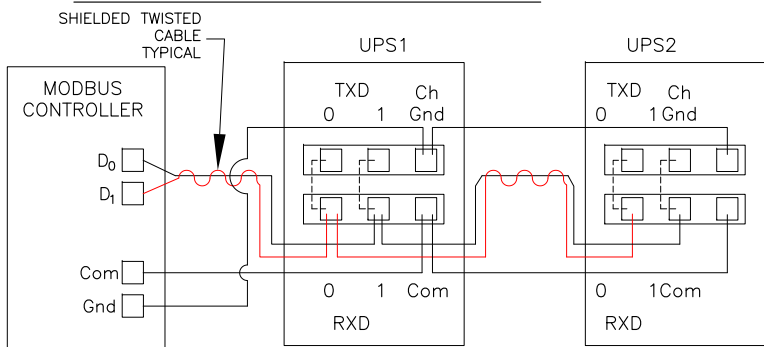 SHIELDED TWISTED
CABLE
TYPICAL
MODBUS
CONTROLLER
D0
D1
Com
Gnd
UPS1
TXD
0 1 Ch
Gnd
0 1 Com
RXD
UPS2
TXD Ch
0 1 Gnd
0 1 Com
RXD